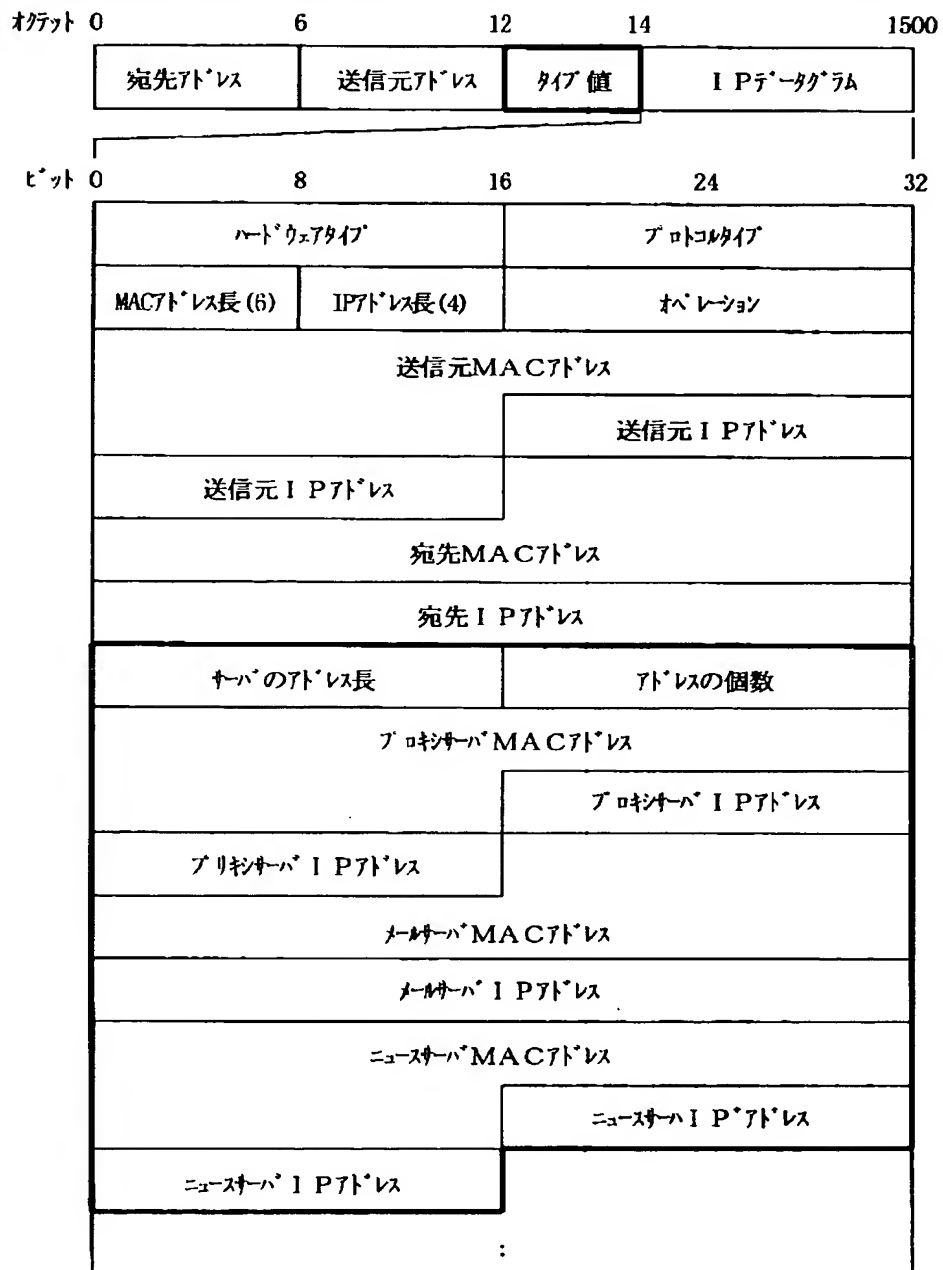 オクテット 0 6 12 14 1500
宛先アドレス 送信元アドレス タイプ値 IPデータグラム
ビット 0 8 16 24 32
ハードウェアタイプ プロトコルタイプ
MACアドレス長(6) IPアドレス長(4) オペレーション
送信元MACアドレス
送信元IPアドレス
送信元IPアドレス
宛先MACアドレス
宛先IPアドレス
サーバのアドレス長 アドレスの個数
プロキシサーバMACアドレス
プロキシサーバIPアドレス
プリキシサーバIPアドレス
メールサーバMACアドレス
メールサーバIPアドレス
ニュースサーバMACアドレス
ニュースサーハIP゛アドレス
ニュースサーバIPアドレス
: